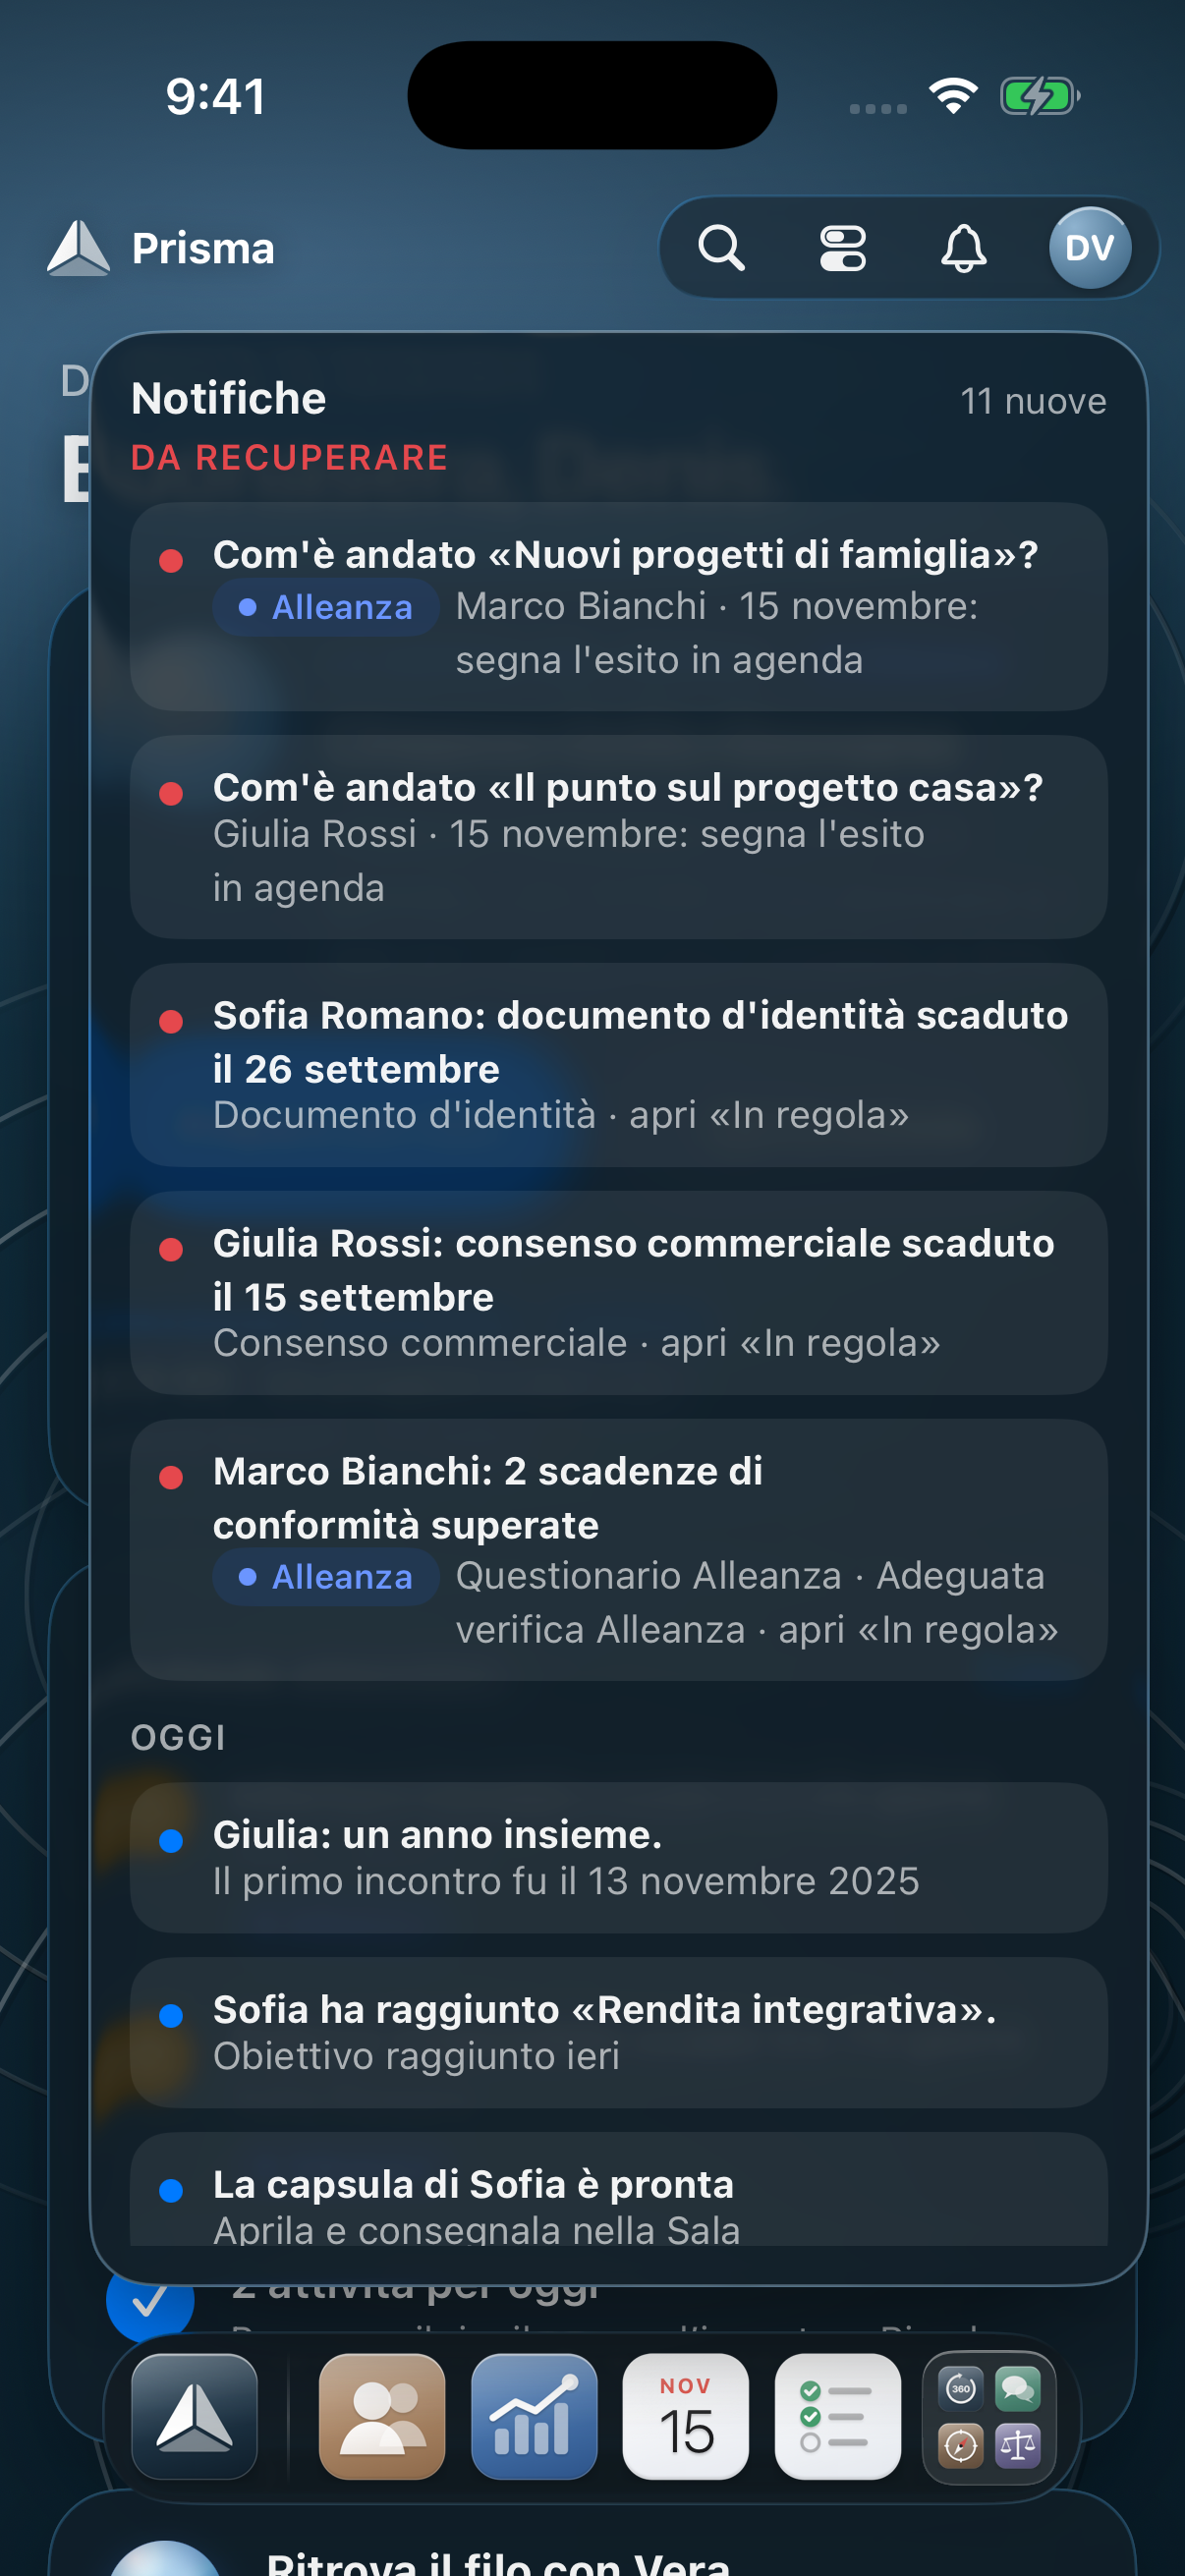 9:41
Prisma
DV
D
Notifiche
11 nuove
DA RECUPERARE
Com'è andato «Nuovi progetti di famiglia»?
Alleanza Marco Bianchi · 15 novembre:
segna l'esito in agenda
Com'è andato «Il punto sul progetto casa»?
Giulia Rossi · 15 novembre: segna l'esito
in agenda
Sofia Romano: documento d'identità scaduto
il 26 settembre
Documento d'identità · apri «In regola»
Giulia Rossi: consenso commerciale scaduto
il 15 settembre
Consenso commerciale · apri «In regola»
Marco Bianchi: 2 scadenze di
conformità superate
Alleanza Questionario Alleanza · Adeguata
verifica Alleanza · apri «In regola»
OGGI
Giulia: un anno insieme.
Il primo incontro fu il 13 novembre 2025
Sofia ha raggiunto «Rendita integrativa».
Obiettivo raggiunto ieri
La capsula di Sofia è pronta
Aprila e consegnala nella Sala
2 attività per oggi
NOV
15
360
Ritrova il filo con Vera